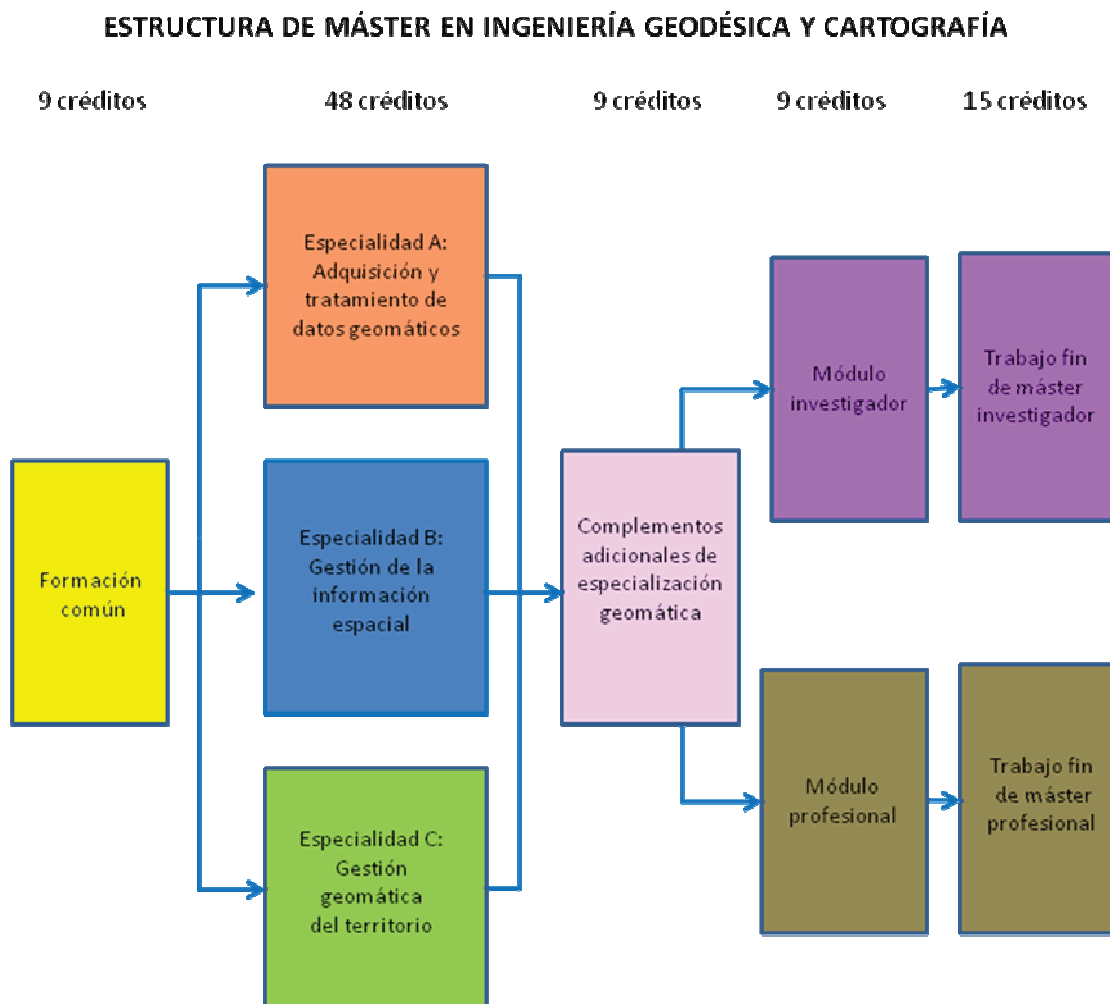 ESTRUCTURA DE MÁSTER EN INGENIERÍA GEODÉSICA Y CARTOGRAFÍA
9 créditos
48 créditos
9 créditos
9 créditos
15 créditos
Formación
común
Especialidad A:
Adquisición y
tratamiento de
datos geomáticos
Especialidad B:
Gestión de la
información
espacial
Especialidad C:
Gestión
geomática
del territorio
Complementos
adicionales de
especialización
geomática
Módulo
investigador
Trabajo fin
de máster
investigador
Módulo
profesional
Trabajo fin
de máster
profesional